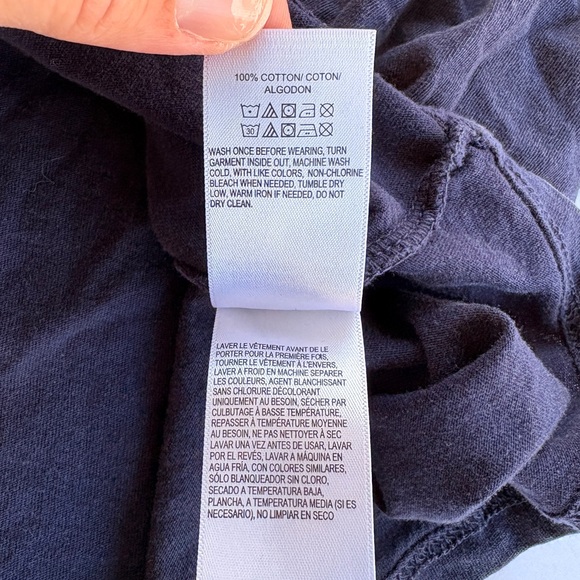 100% COTTON/ COTON/
ALGODON
30
WASH ONCE BEFORE WEARING, TURN
GARMENT INSIDE OUT, MACHINE WASH
COLD, WITH LIKE COLORS, NON-CHLORINE
BLEACH WHEN NEEDED, TUMBLE DRY
LOW, WARM IRON IF NEEDED, DO NOT
DRY CLEAN.
LAVER LE VÊTEMENT AVANT DE LE
PORTER POUR LA PREMIÈRE FOIS,
TOURNER LE VÊTEMENT À L'ENVERS,
LAVER A FROID EN MACHINE SEPARER
LES COULEURS, AGENT BLANCHISSANT
SANS CHLORURE DÉCOLORANT
UNIQUEMENT AU BESOIN, SÉCHER PAR
CULBUTAGE À BASSE TEMPÉRATURE,
REPASSER À TEMPÉRATURE MOYENNE
AU BESOIN, NE PAS NETTOYER À SEC
LAVAR UNA VEZ ANTES DE USAR, LAVAR
POR EL REVÉS, LAVAR A MÁQUINA EN
AGUA FRÍA, CON COLORES SIMILARES,
SÓLO BLANQUEADOR SIN CLORO,
SECADO A TEMPERATURA BAJA,
PLANCHA, A TEMPERATURA MEDIA (SI ES
NECESARIO), NO LIMPIAR EN SECO